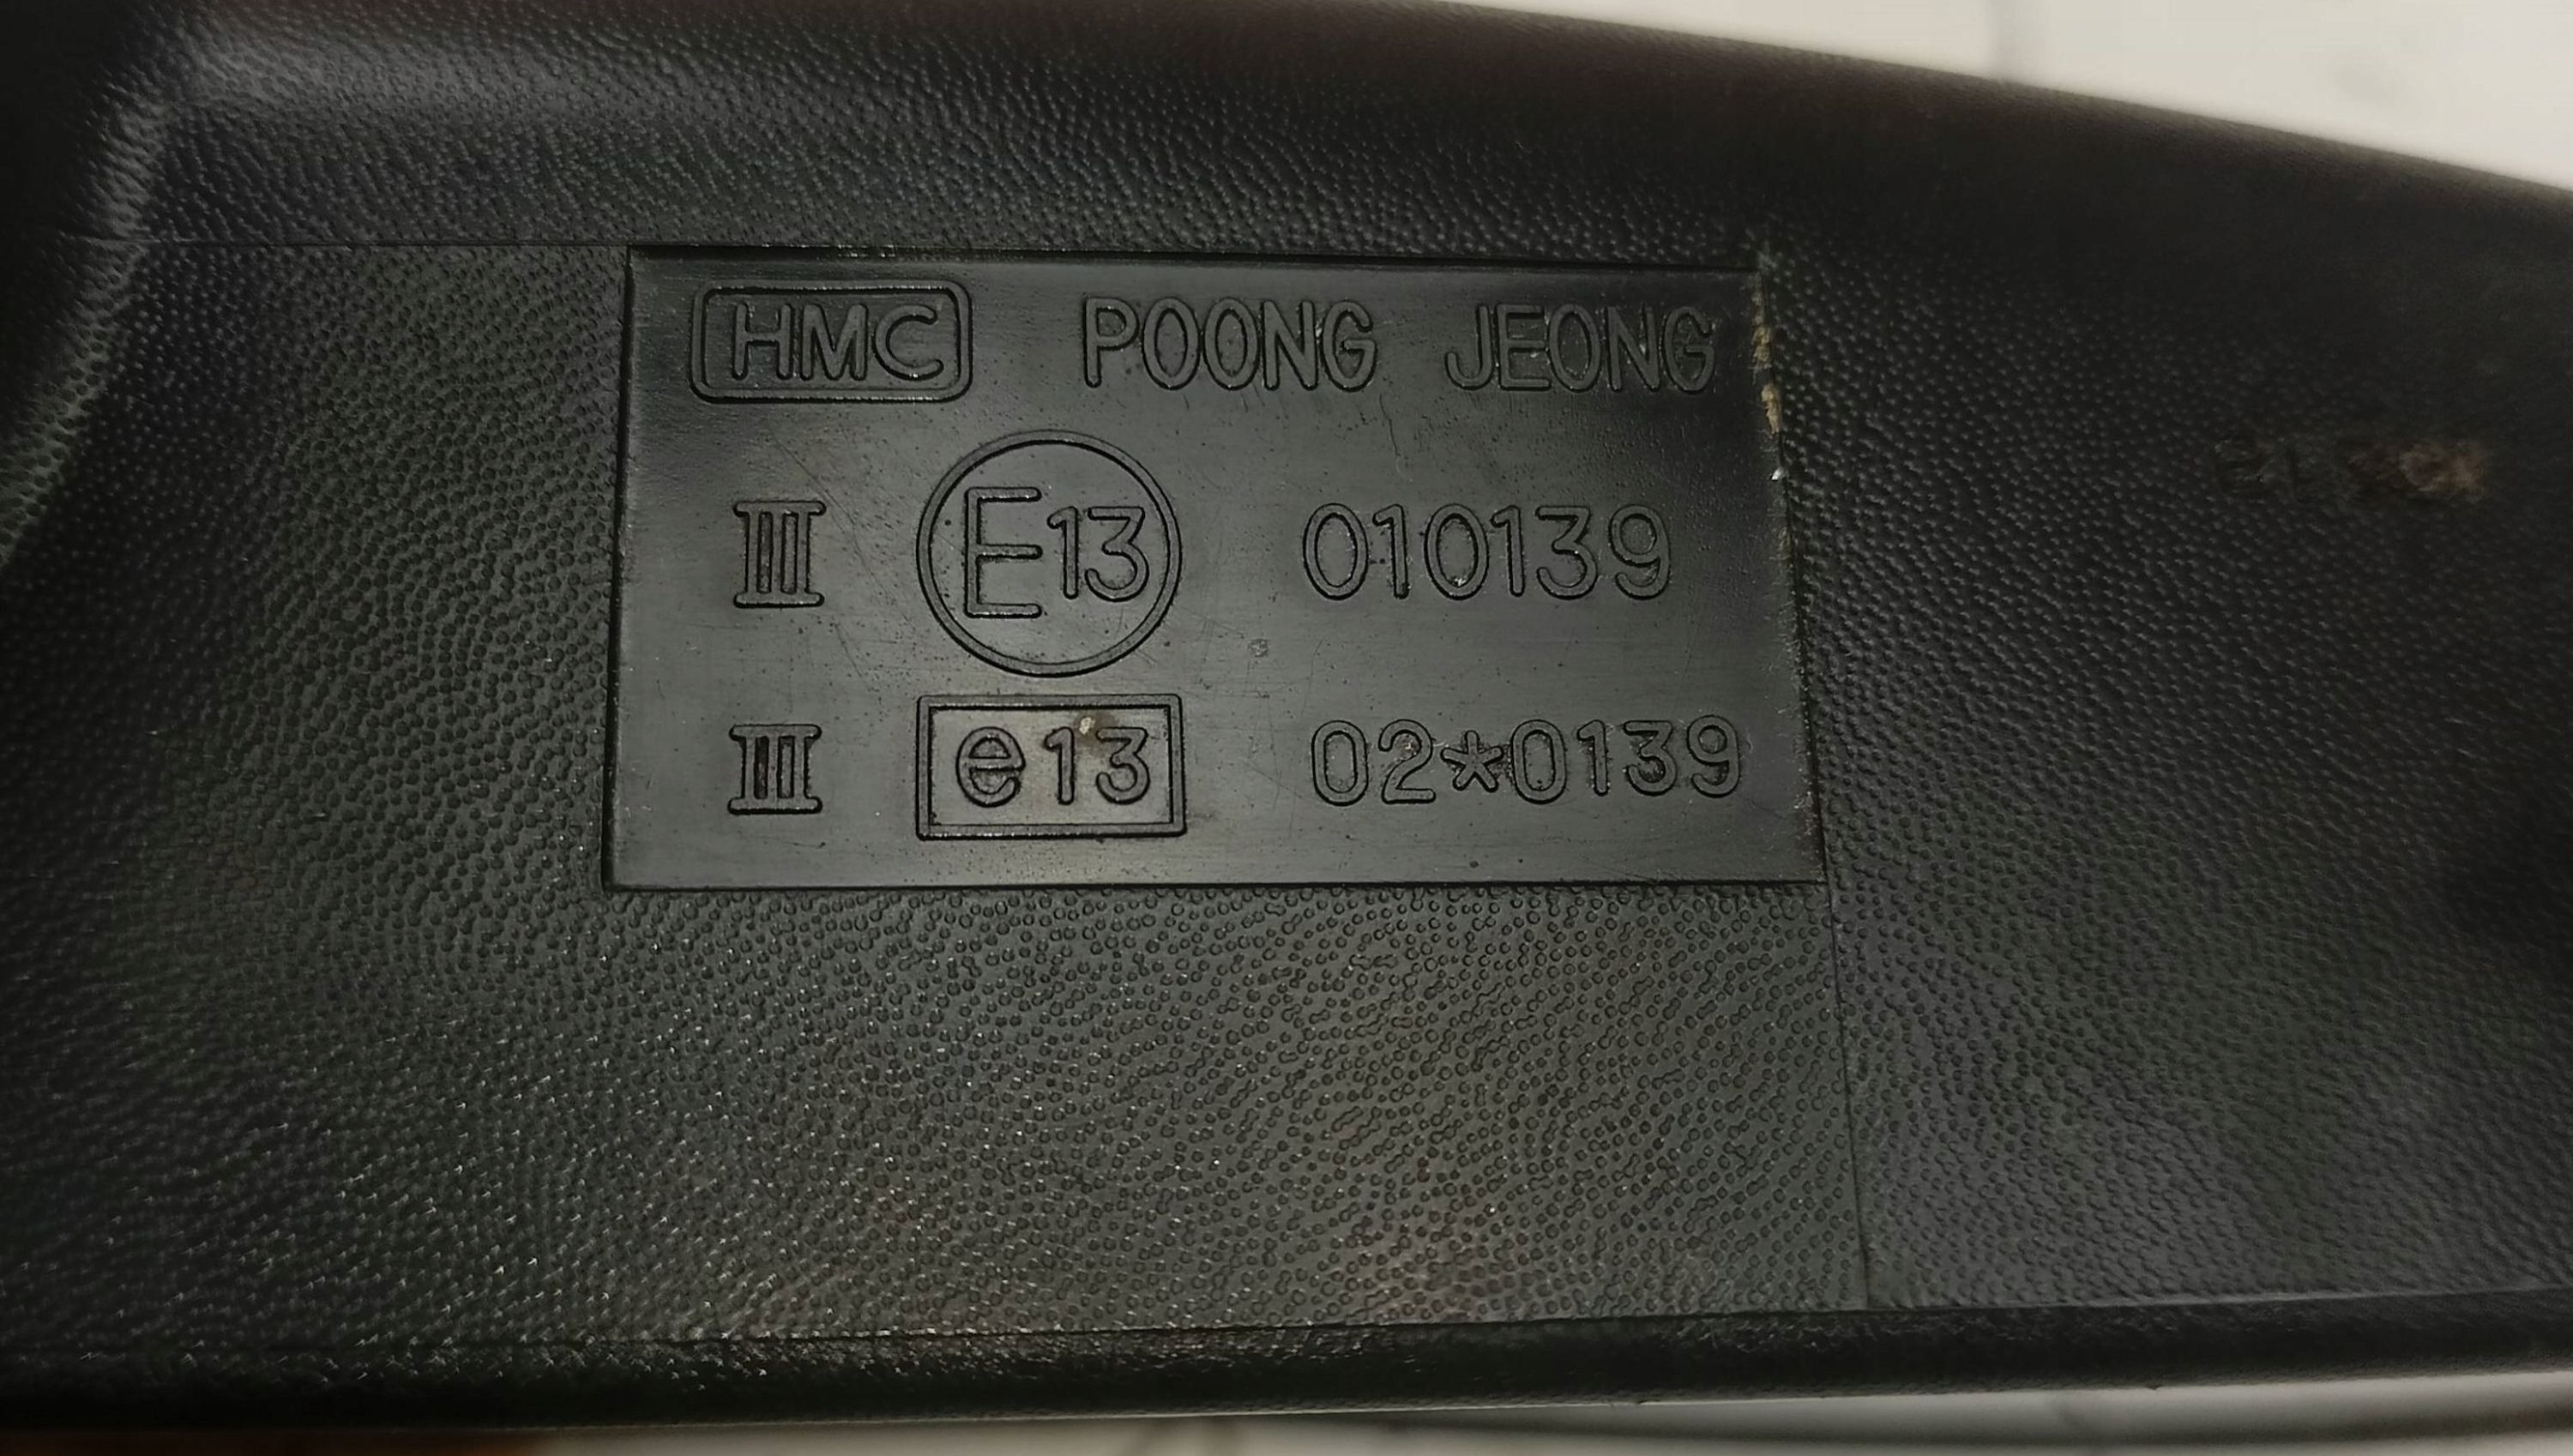 HMC POONG JEONG
III E13 010139
III e13 02*0139